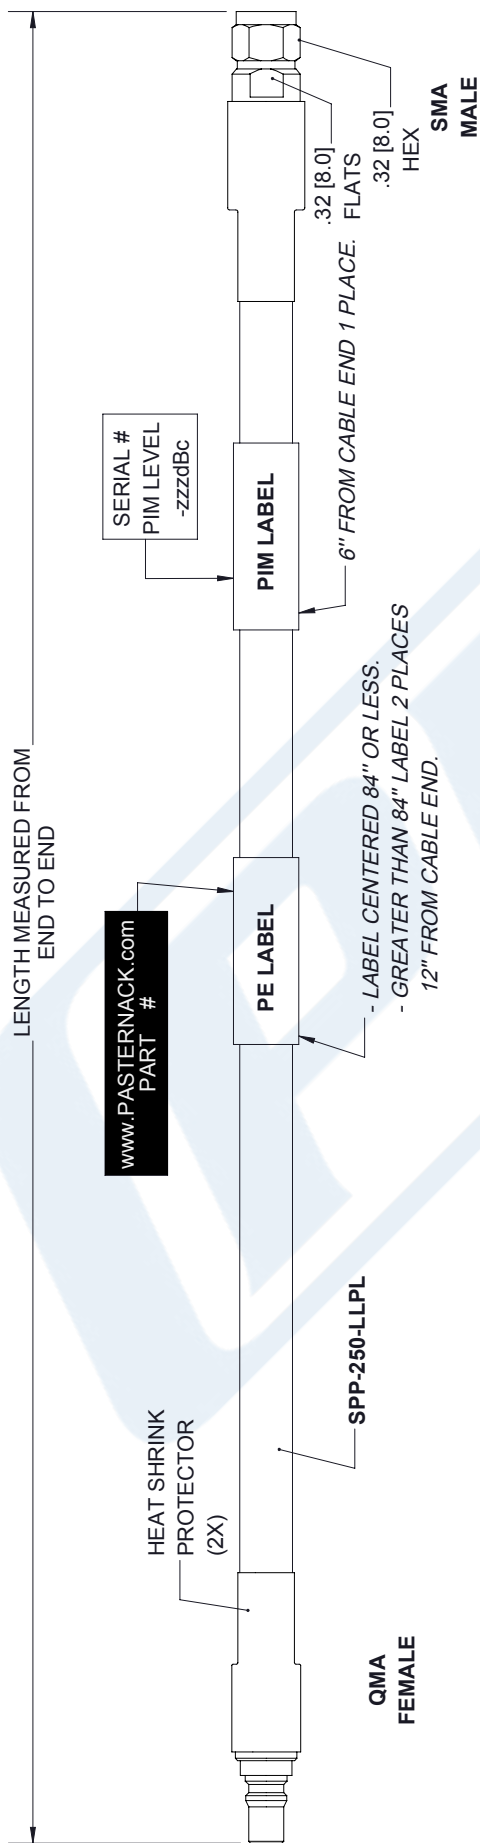 LENGTH MEASURED FROM
END TO END
www.PASTERNACK.com
PART #
SERIAL #
PIM LEVEL
-zzzdBc
HEAT SHRINK
PROTECTOR
(2X)
PE LABEL
PIM LABEL
.32 [8.0]
FLATS
.32 [8.0]
HEX
SMA
MALE
6" FROM CABLE END 1 PLACE.
- LABEL CENTERED 84" OR LESS.
- GREATER THAN 84" LABEL 2 PLACES
12" FROM CABLE END.
SPP-250-LLPL
QMA
FEMALE